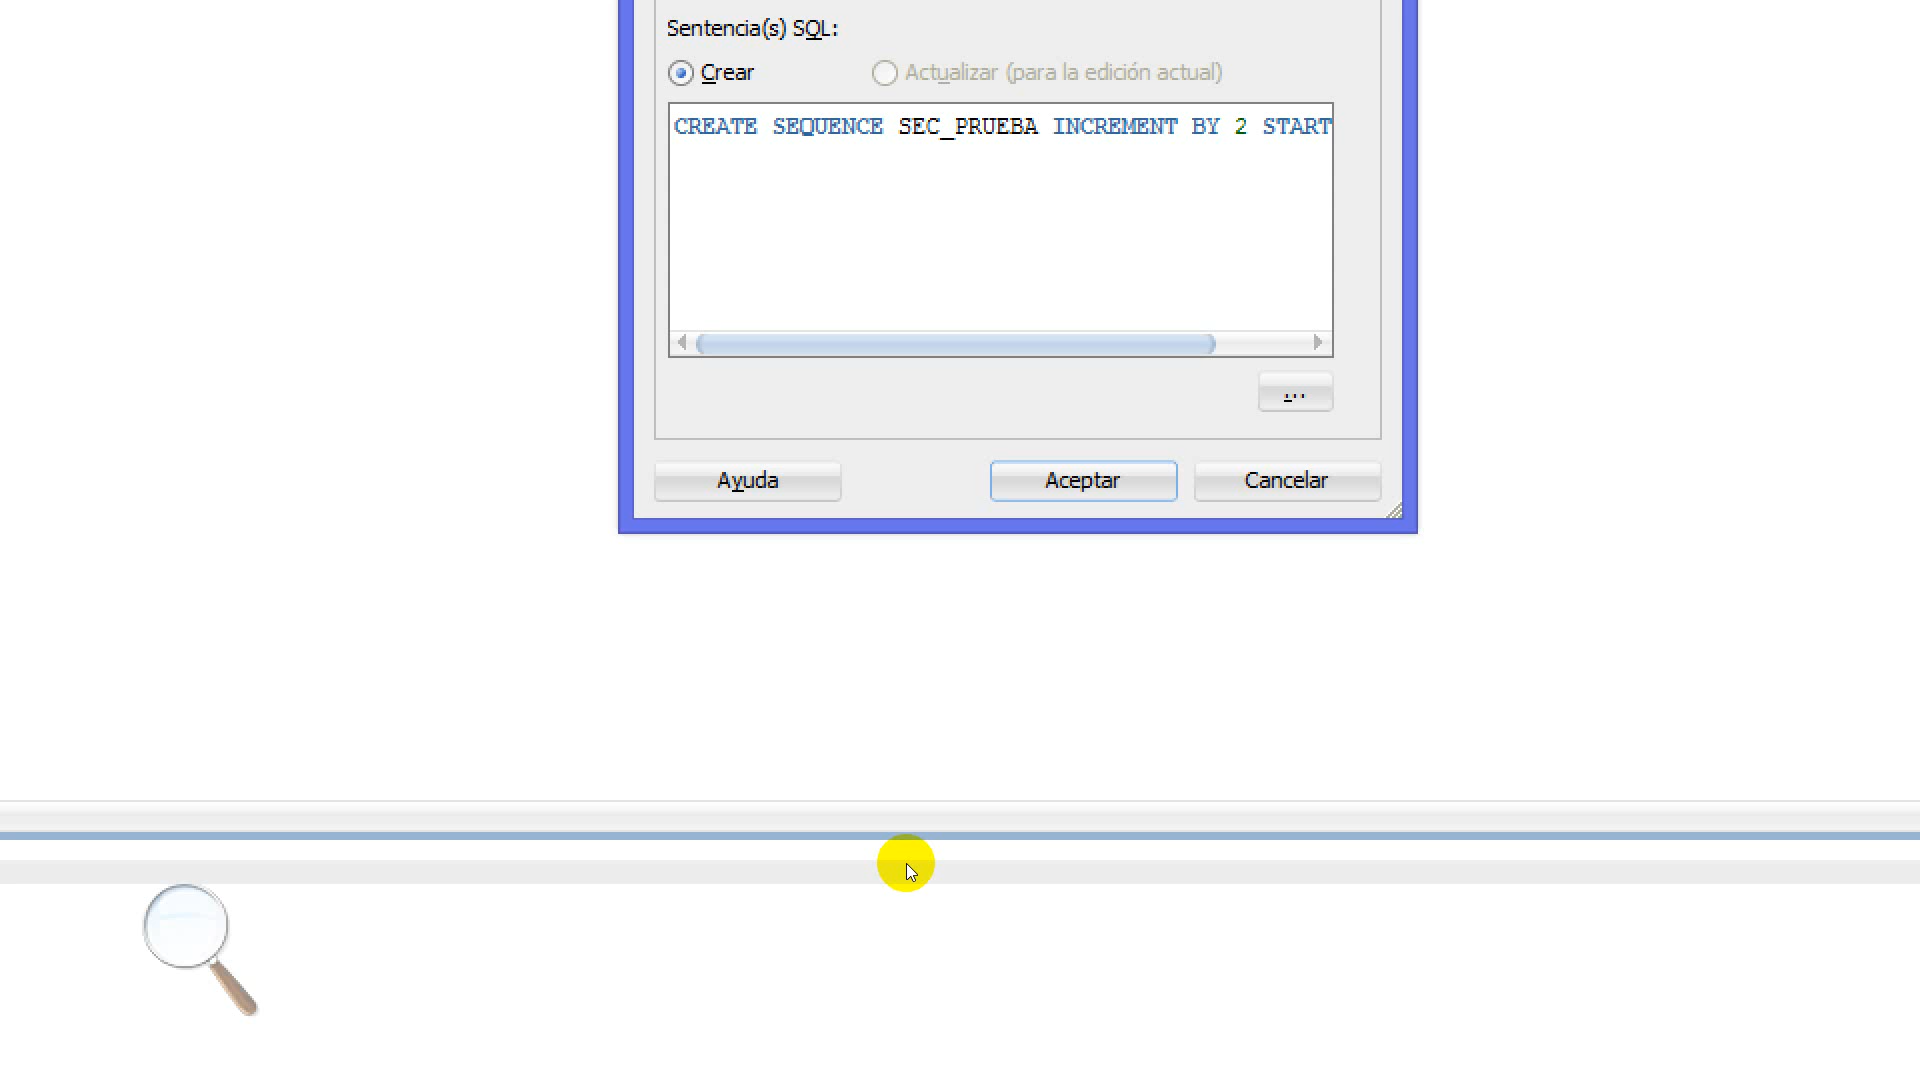 Sentencia(s) SQL:
Crear Actualizar (para la edición actual)
CREATE SEQUENCE SEC_PRUEBA INCREMENT BY 2 START
...
Ayuda Aceptar Cancelar